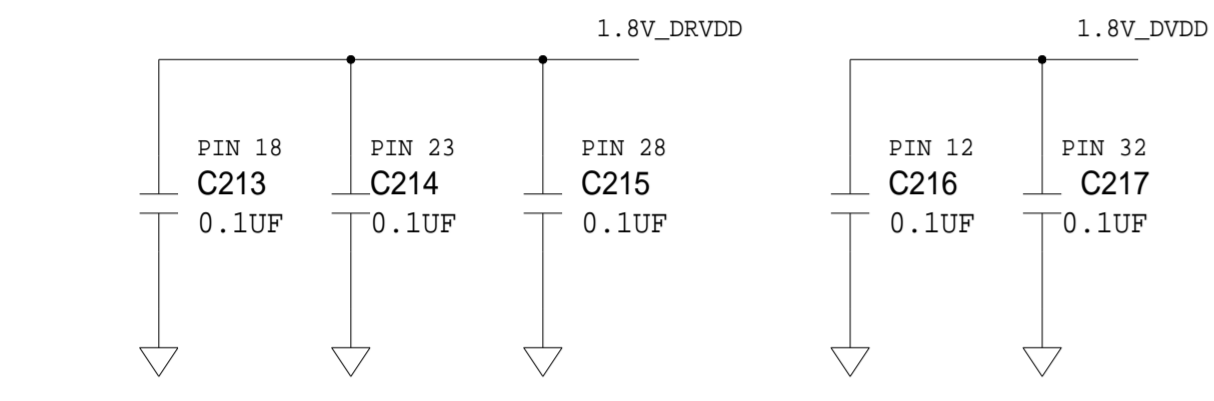 1.8V_DRVDD
1.8V_DVDD
PIN 18
C213
0.1UF
PIN 23
C214
0.1UF
PIN 28
C215
0.1UF
PIN 12
C216
0.1UF
PIN 32
C217
0.1UF